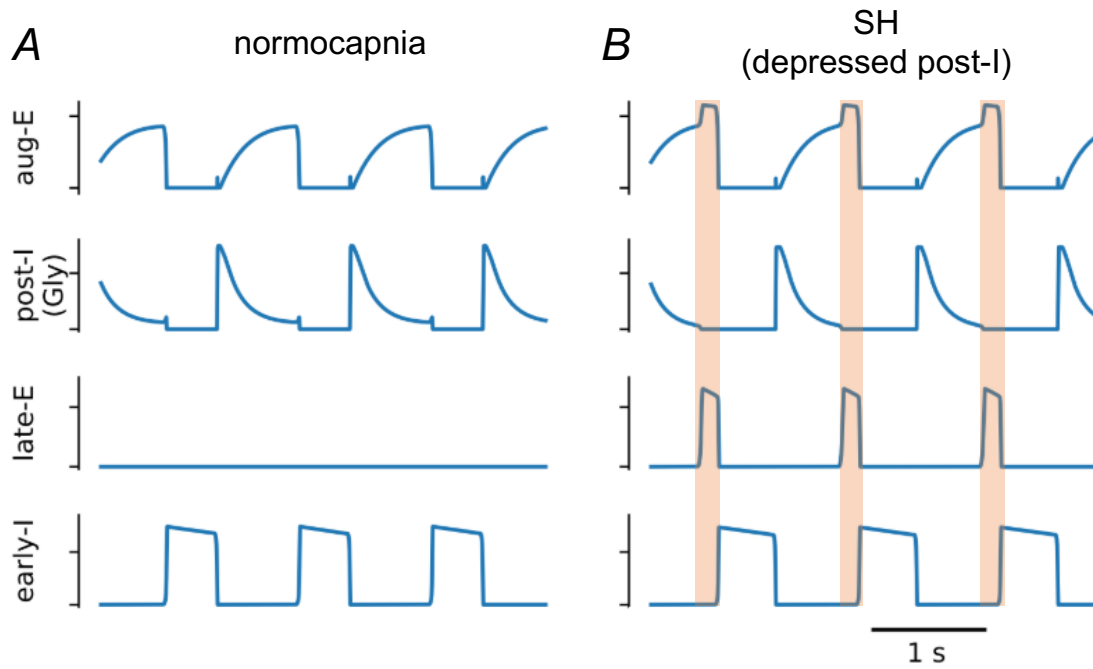 A
normocapnia
B
SH
(depressed post-I)
aug-E
post-I
(Gly)
late-E
early-I
1 s